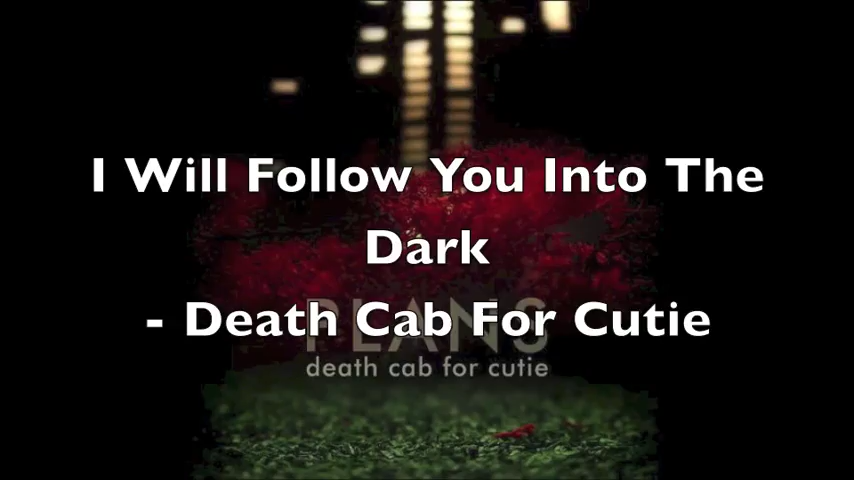 I Will Follow You Into The
Dark
- Death Cab For Cutie
PLANS
death cab for cutie